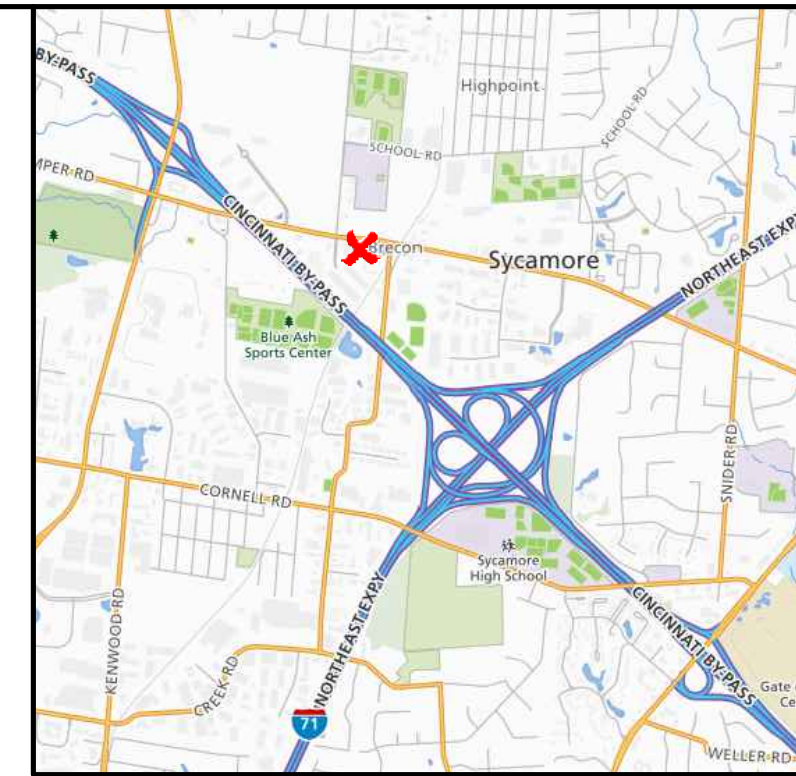 BY-PASS
Highpoint
SCHOOL-RD
SCHOOL-RD
MPER-RD
CINCINNATI BY-PASS
Brecon
Sycamore
NORTHEAST-EXPY
Blue Ash
Sports Center
SNIDER-RD
CORNELL-RD
Sycamore
High School
KENWOOD-RD
NORTHEAST-EXPY
CINCINNATI BY-PASS
CREEK-RD
Gate
Ce
71
WELLER-RD